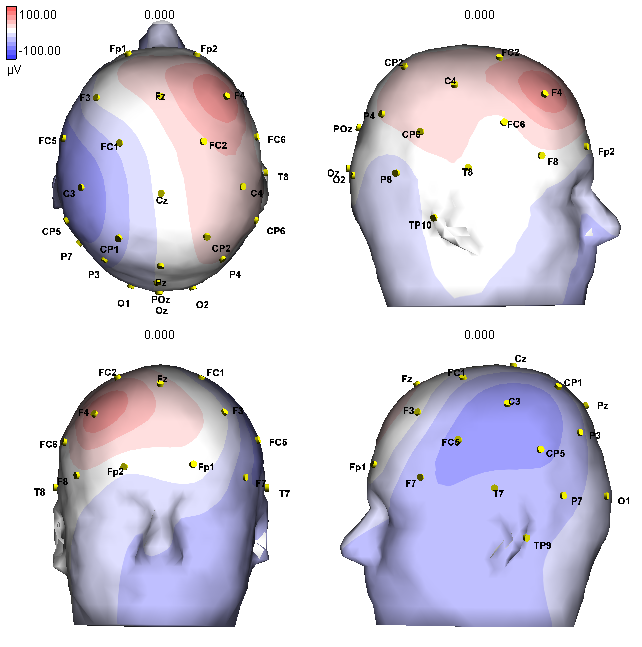 100.00
-100.00
µV
0.000
Fp1 Fp2
F3 Fz F4
FC5 FC1 FC2 FC6
C3 Cz C4 T8
CP5 CP1 CP2 CP6
P7 P3 Pz P4
O1 POz O2
Oz
0.000
CP2 FC2
C4 F4
P4 FC6
POz CP6 Fp2
F8
Oz P8 T8
O2
TP10
0.000
FC2 Fz FC1
F4 F3
FC6 FC5
Fp2 Fp1
F8 F7
T8 T7
0.000
Cz
Fz FC1 CP1
F3 C3 Pz
FC5 P3
Fp1 CP5
F7 T7 P7 O1
TP9